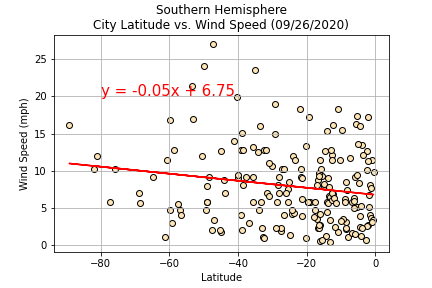 Southern Hemisphere
City Latitude vs. Wind Speed (09/26/2020)
25
20
15
10
5
0
Wind Speed (mph)
y = -0.05x + 6.75
−80 −60 −40 −20 0
Latitude